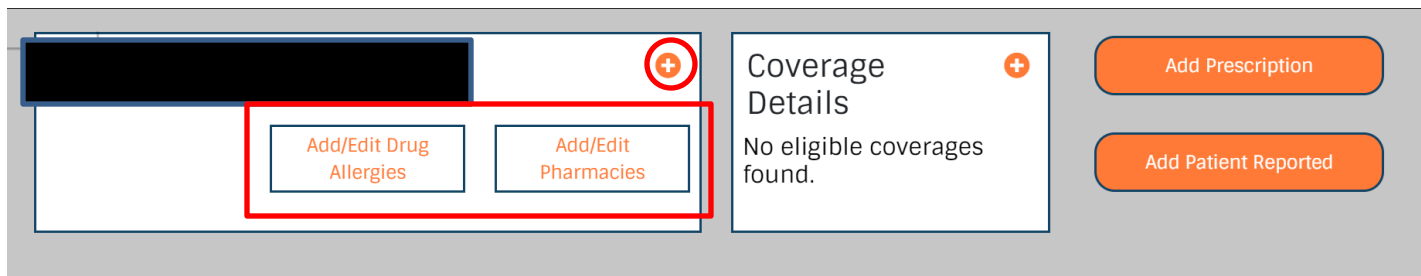 Add/Edit Drug
Allergies
Add/Edit
Pharmacies
Coverage
Details
No eligible coverages
found.
Add Prescription
Add Patient Reported